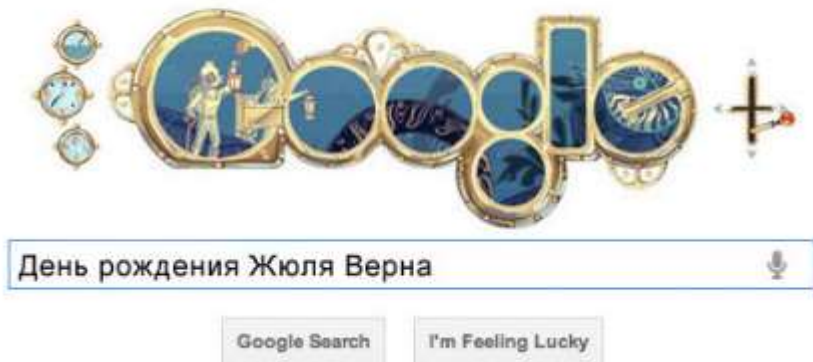 Google
День рождения Жюля Верна
Google Search I'm Feeling Lucky